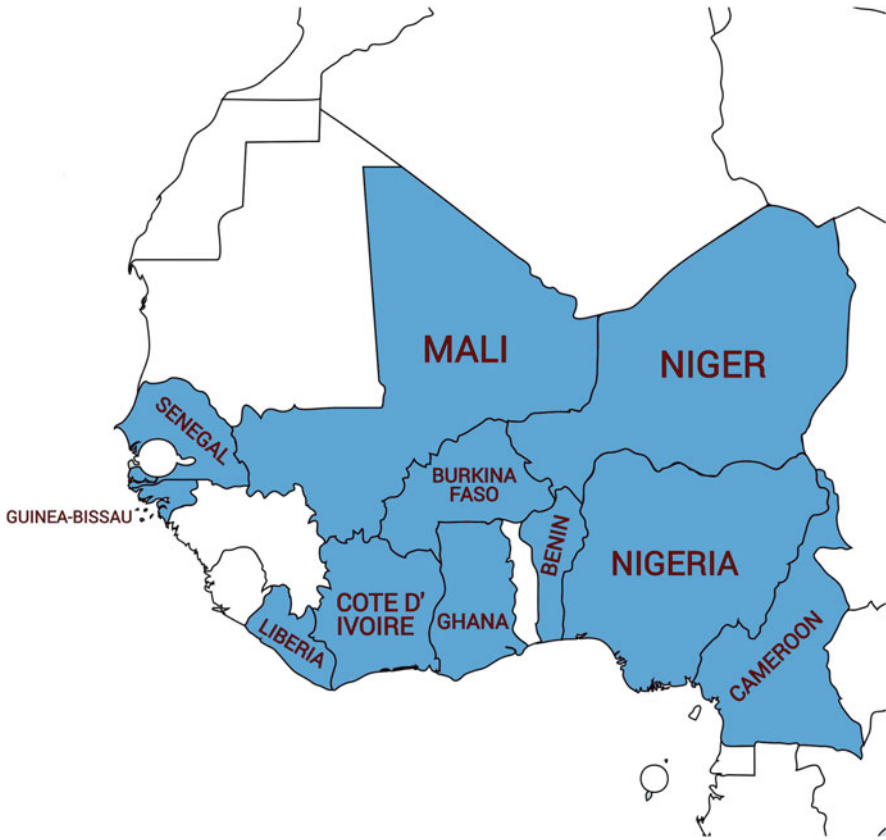 MALI
NIGER
SENEGAL
BURKINA
FASO
GUINEA-BISSAU
BENIN
NIGERIA
COTE D'
IVOIRE
GHANA
LIBERIA
CAMEROON